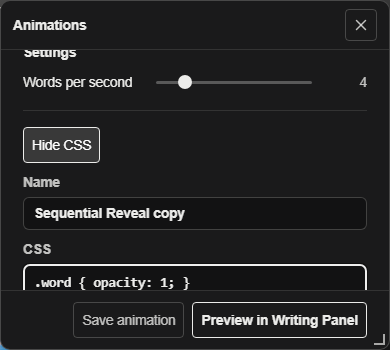 Animations
Settings
Words per second 4
Hide CSS
Name
Sequential Reveal copy
CSS
.word { opacity: 1; }
Save animation Preview in Writing Panel